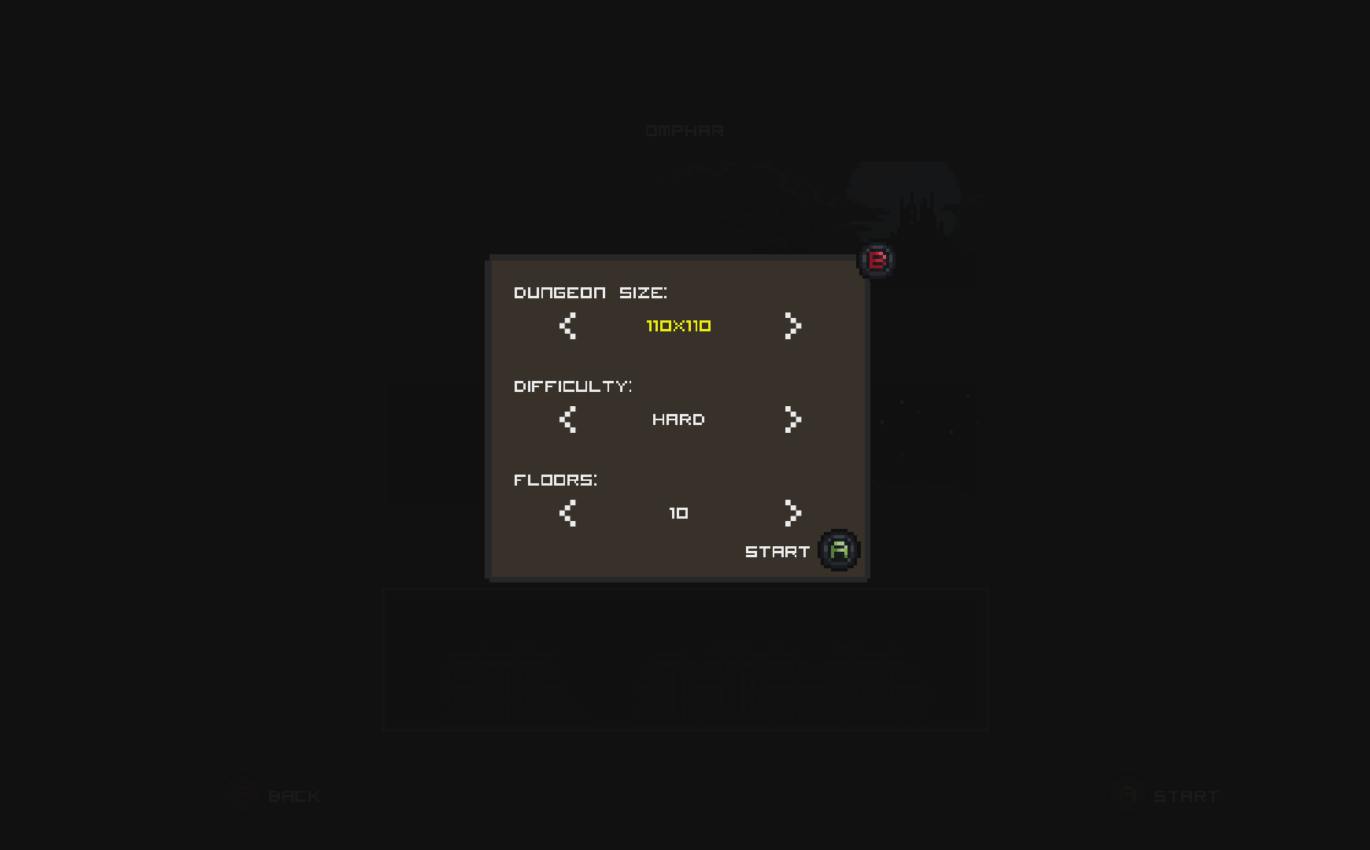 OMPHAR
B
DUNGEON SIZE:
< 110X110 >
DIFFICULTY:
< HARD >
FLOORS:
< 10 >
START A
BACK
A START